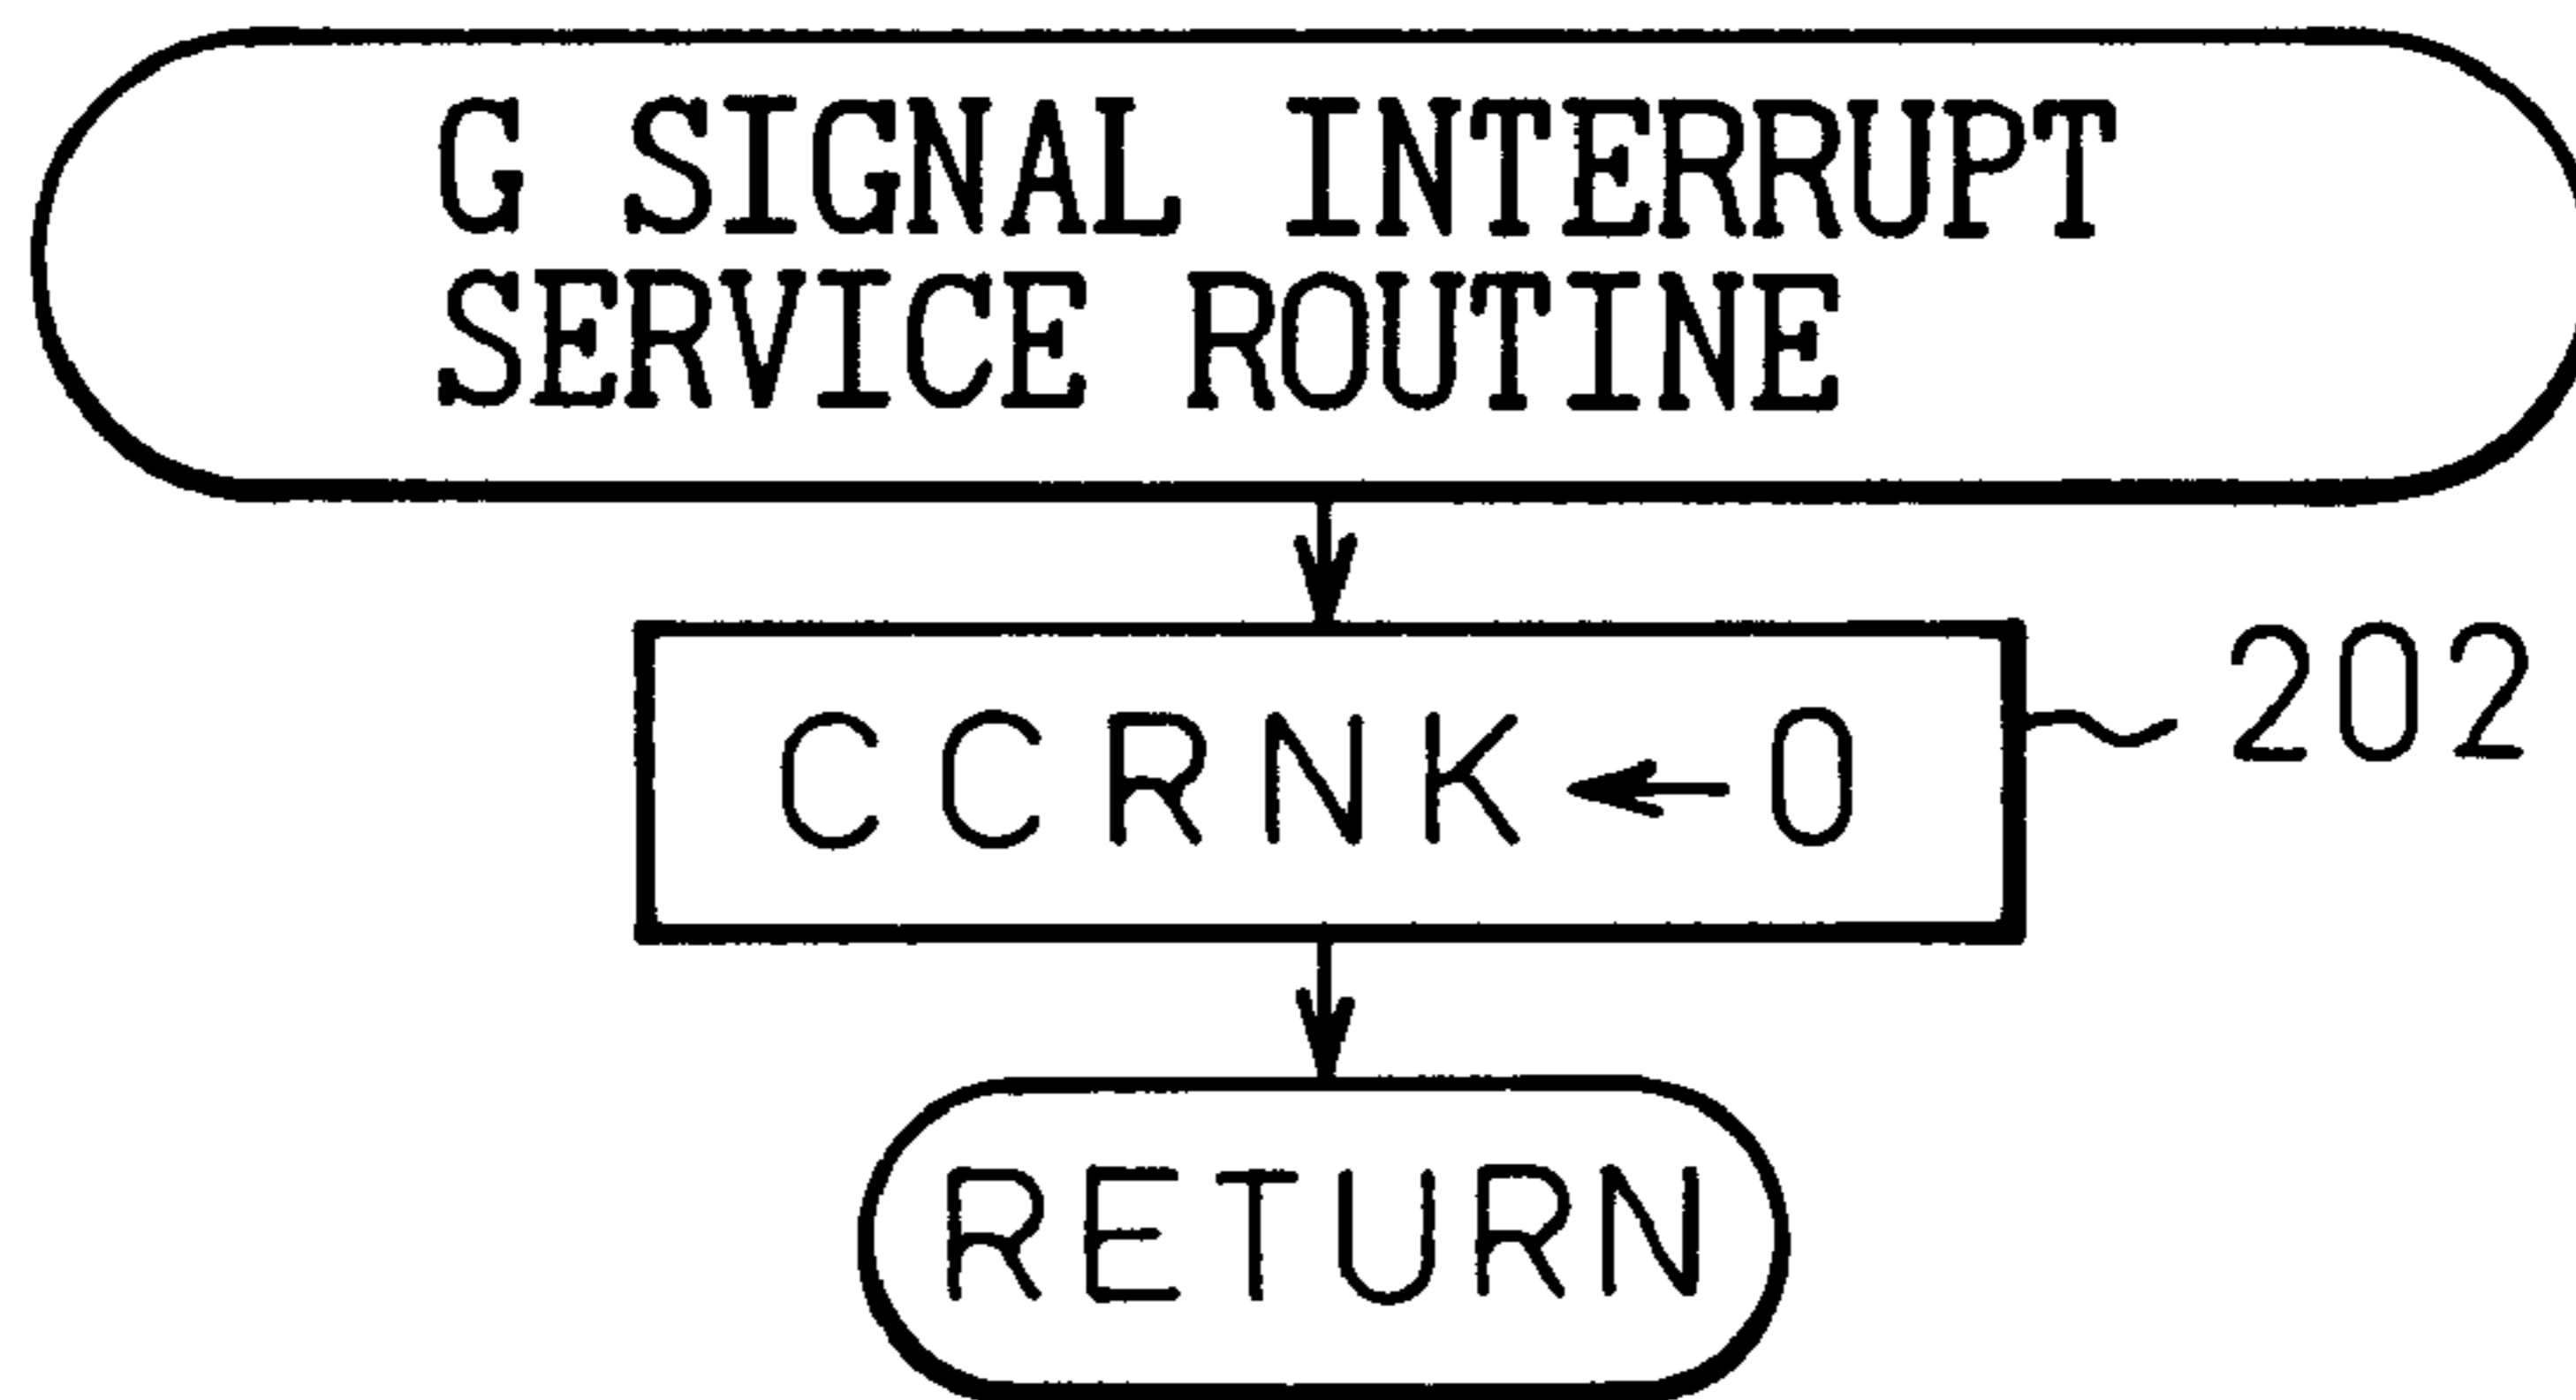 G SIGNAL INTERRUPT
SERVICE ROUTINE
CCRNK←0
202
RETURN